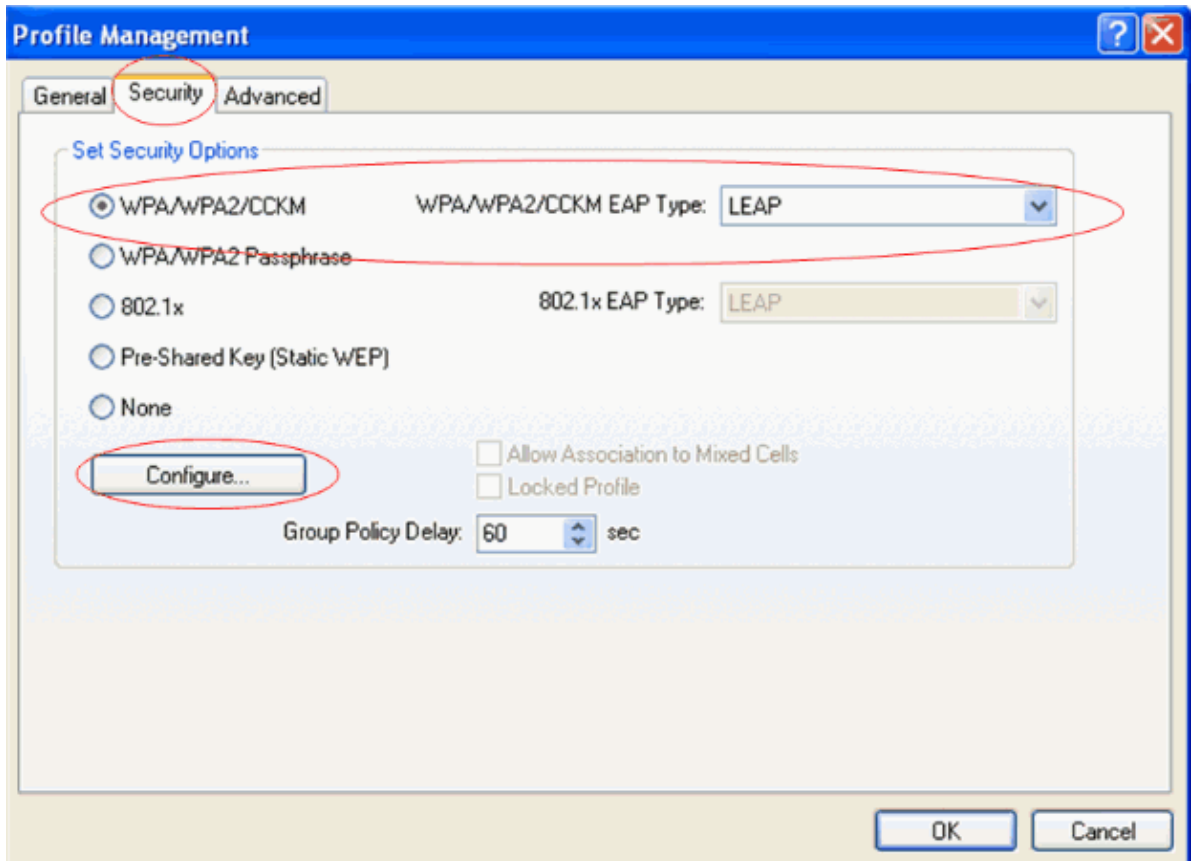 Profile Management
General Security Advanced
Set Security Options
WPA/WPA2/CCKM WPA/WPA2/CCKM EAP Type: LEAP
WPA/WPA2 Passphrase
802.1x 802.1x EAP Type: LEAP
Pre-Shared Key (Static WEP)
None
Configure... Allow Association to Mixed Cells
Locked Profile
Group Policy Delay: 60 sec
OK Cancel